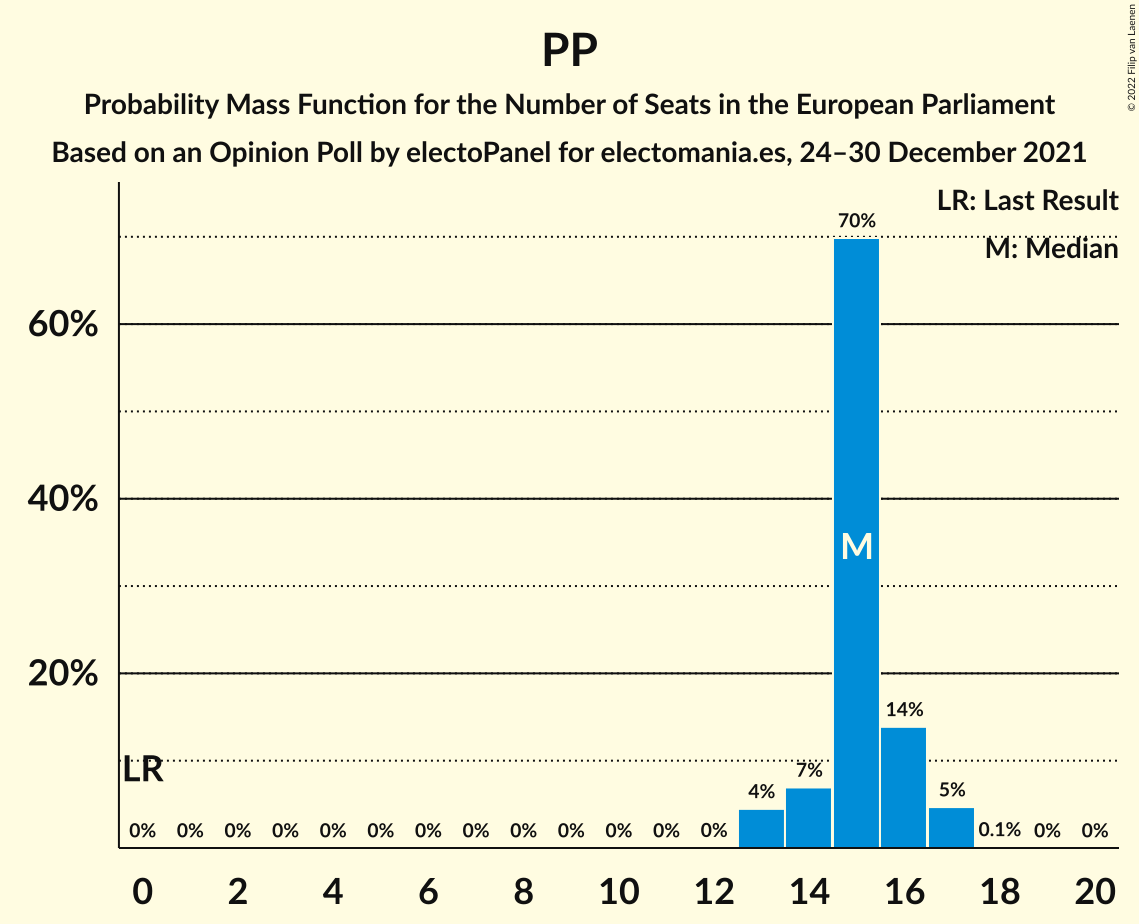 PP
Probability Mass Function for the Number of Seats in the European Parliament
Based on an Opinion Poll by electoPanel for electomania.es, 24–30 December 2021
© 2022 Filip van Laenen
LR: Last Result
M: Median
60%
40%
20%
70%
M
14%
LR
7%
4%
5%
0% 0% 0% 0% 0% 0% 0% 0% 0% 0% 0% 0% 0% 0.1% 0% 0%
0 2 4 6 8 10 12 14 16 18 20